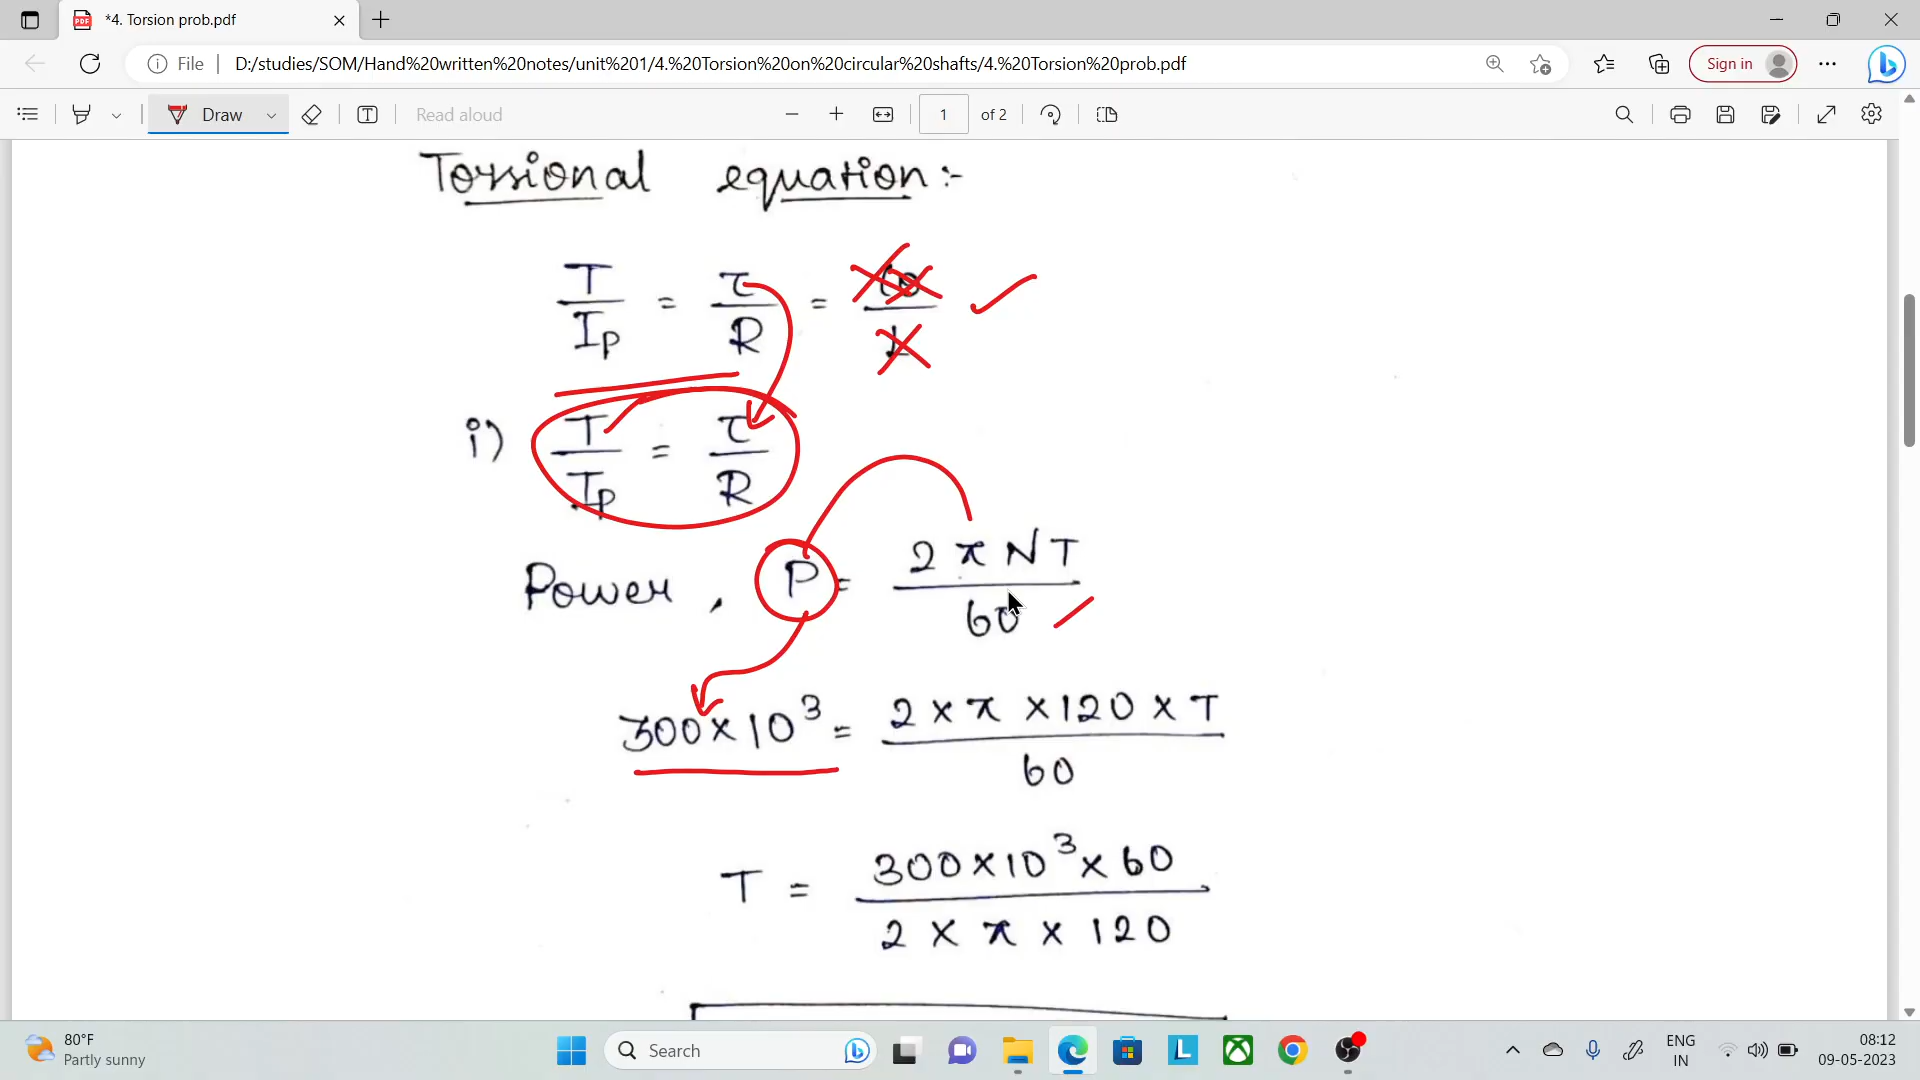 *4. Torsion prob.pdf
File | D:/studies/SOM/Hand%20written%20notes/unit%201/4.%20Torsion%20on%20circular%20shafts/4.%20Torsion%20prob.pdf
Sign in
Draw
Read aloud
1 of 2
Torsional equation:-
T/Ip = τ/R =
i) T/Ip = τ/R
Power, P = 2πNT/60
300×10³ = 2×π×120×T/60
T = 300×10³×60/2×π×120
80°F
Partly sunny
Search
ENG
IN
08:12
09-05-2023